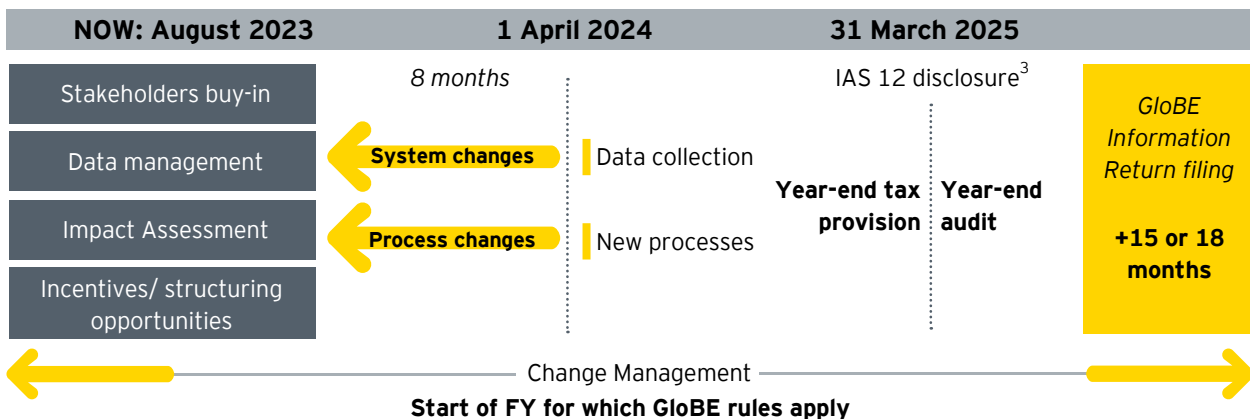 NOW: August 2023
1 April 2024
31 March 2025
Stakeholders buy-in
Data management
Impact Assessment
Incentives/ structuring
opportunities
8 months
System changes
Process changes
Data collection
New processes
IAS 12 disclosure³
Year-end tax
provision
Year-end
audit
GloBE
Information
Return filing
+15 or 18
months
Change Management
Start of FY for which GloBE rules apply